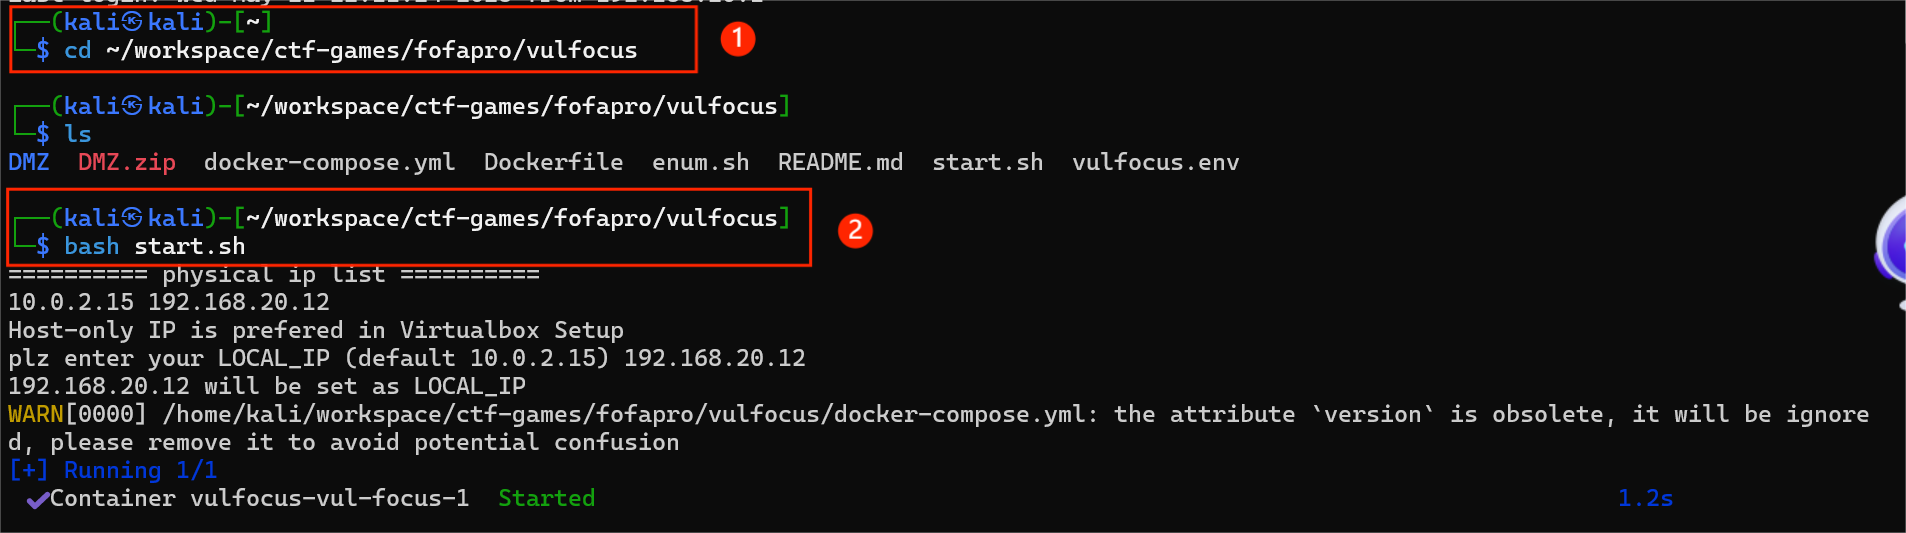 ┌──(kali㉿kali)-[~]
└─$ cd ~/workspace/ctf-games/fofapro/vulfocus
1
┌──(kali㉿kali)-[~/workspace/ctf-games/fofapro/vulfocus]
└─$ ls
DMZ  DMZ.zip  docker-compose.yml  Dockerfile  enum.sh  README.md  start.sh  vulfocus.env
┌──(kali㉿kali)-[~/workspace/ctf-games/fofapro/vulfocus]
└─$ bash start.sh
2
========== physical ip list ==========
10.0.2.15 192.168.20.12
Host-only IP is prefered in Virtualbox Setup
plz enter your LOCAL_IP (default 10.0.2.15) 192.168.20.12
192.168.20.12 will be set as LOCAL_IP
WARN[0000] /home/kali/workspace/ctf-games/fofapro/vulfocus/docker-compose.yml: the attribute `version` is obsolete, it will be ignore
d, please remove it to avoid potential confusion
[+] Running 1/1
✔Container vulfocus-vul-focus-1  Started 1.2s